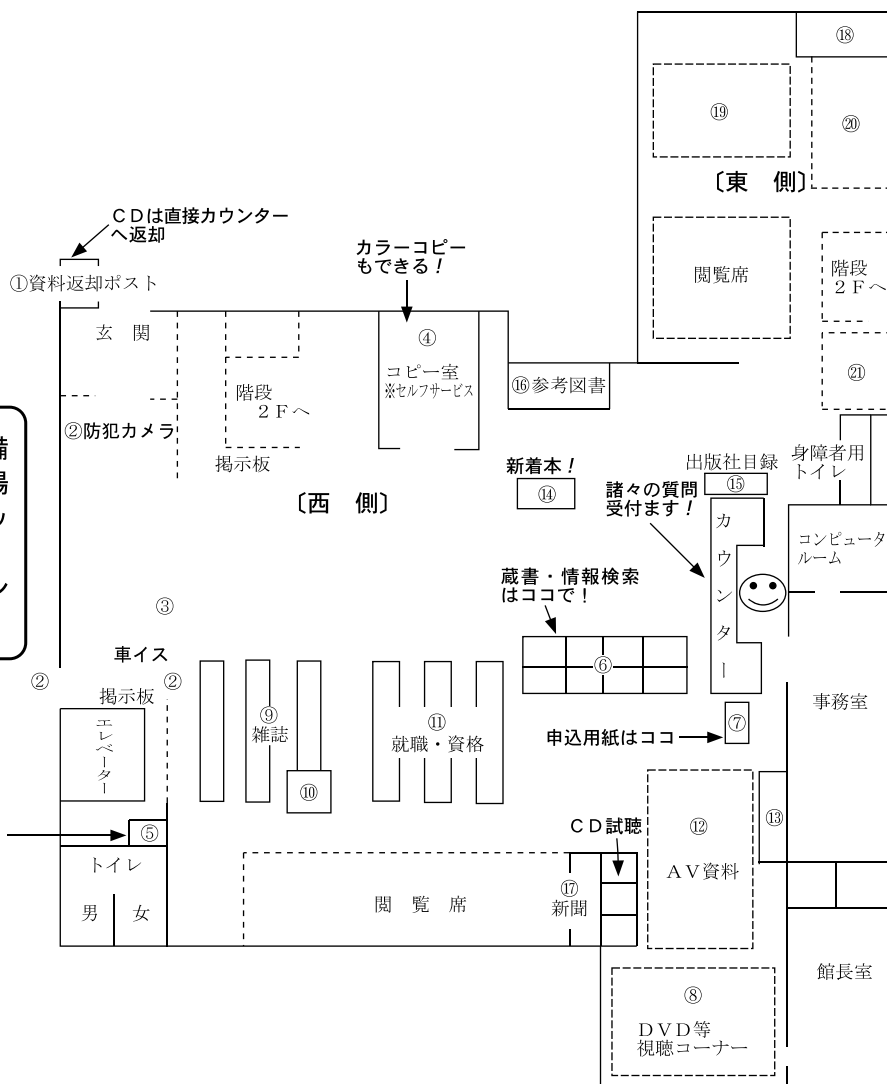 ⑱
⑲
⑳
〔東　側〕
ＣＤは直接カウンター
へ返却
カラーコピー
もできる！
閲覧席
階段
２Ｆへ
①資料返却ポスト
玄　関
④
コピー室
※セルフサービス
⑯参考図書
㉑
階段
２Ｆへ
②防犯カメラ
掲示板
新着本！
⑭
出版社目録
⑮
身障者用
トイレ
〔西　側〕
諸々の質問
受付ます！
カウンター
コンピュータ
ルーム
蔵書・情報検索
はココで！
③
車イス
②
②
掲示板
⑥
エレベーター
⑨
雑誌
⑩
⑪
就職・資格
⑦
申込用紙はココ
事務室
⑤
トイレ
男
女
閲　覧　席
ＣＤ試聴
⑰
新聞
⑫
ＡＶ資料
⑬
館長室
⑧
ＤＶＤ等
視聴コーナー